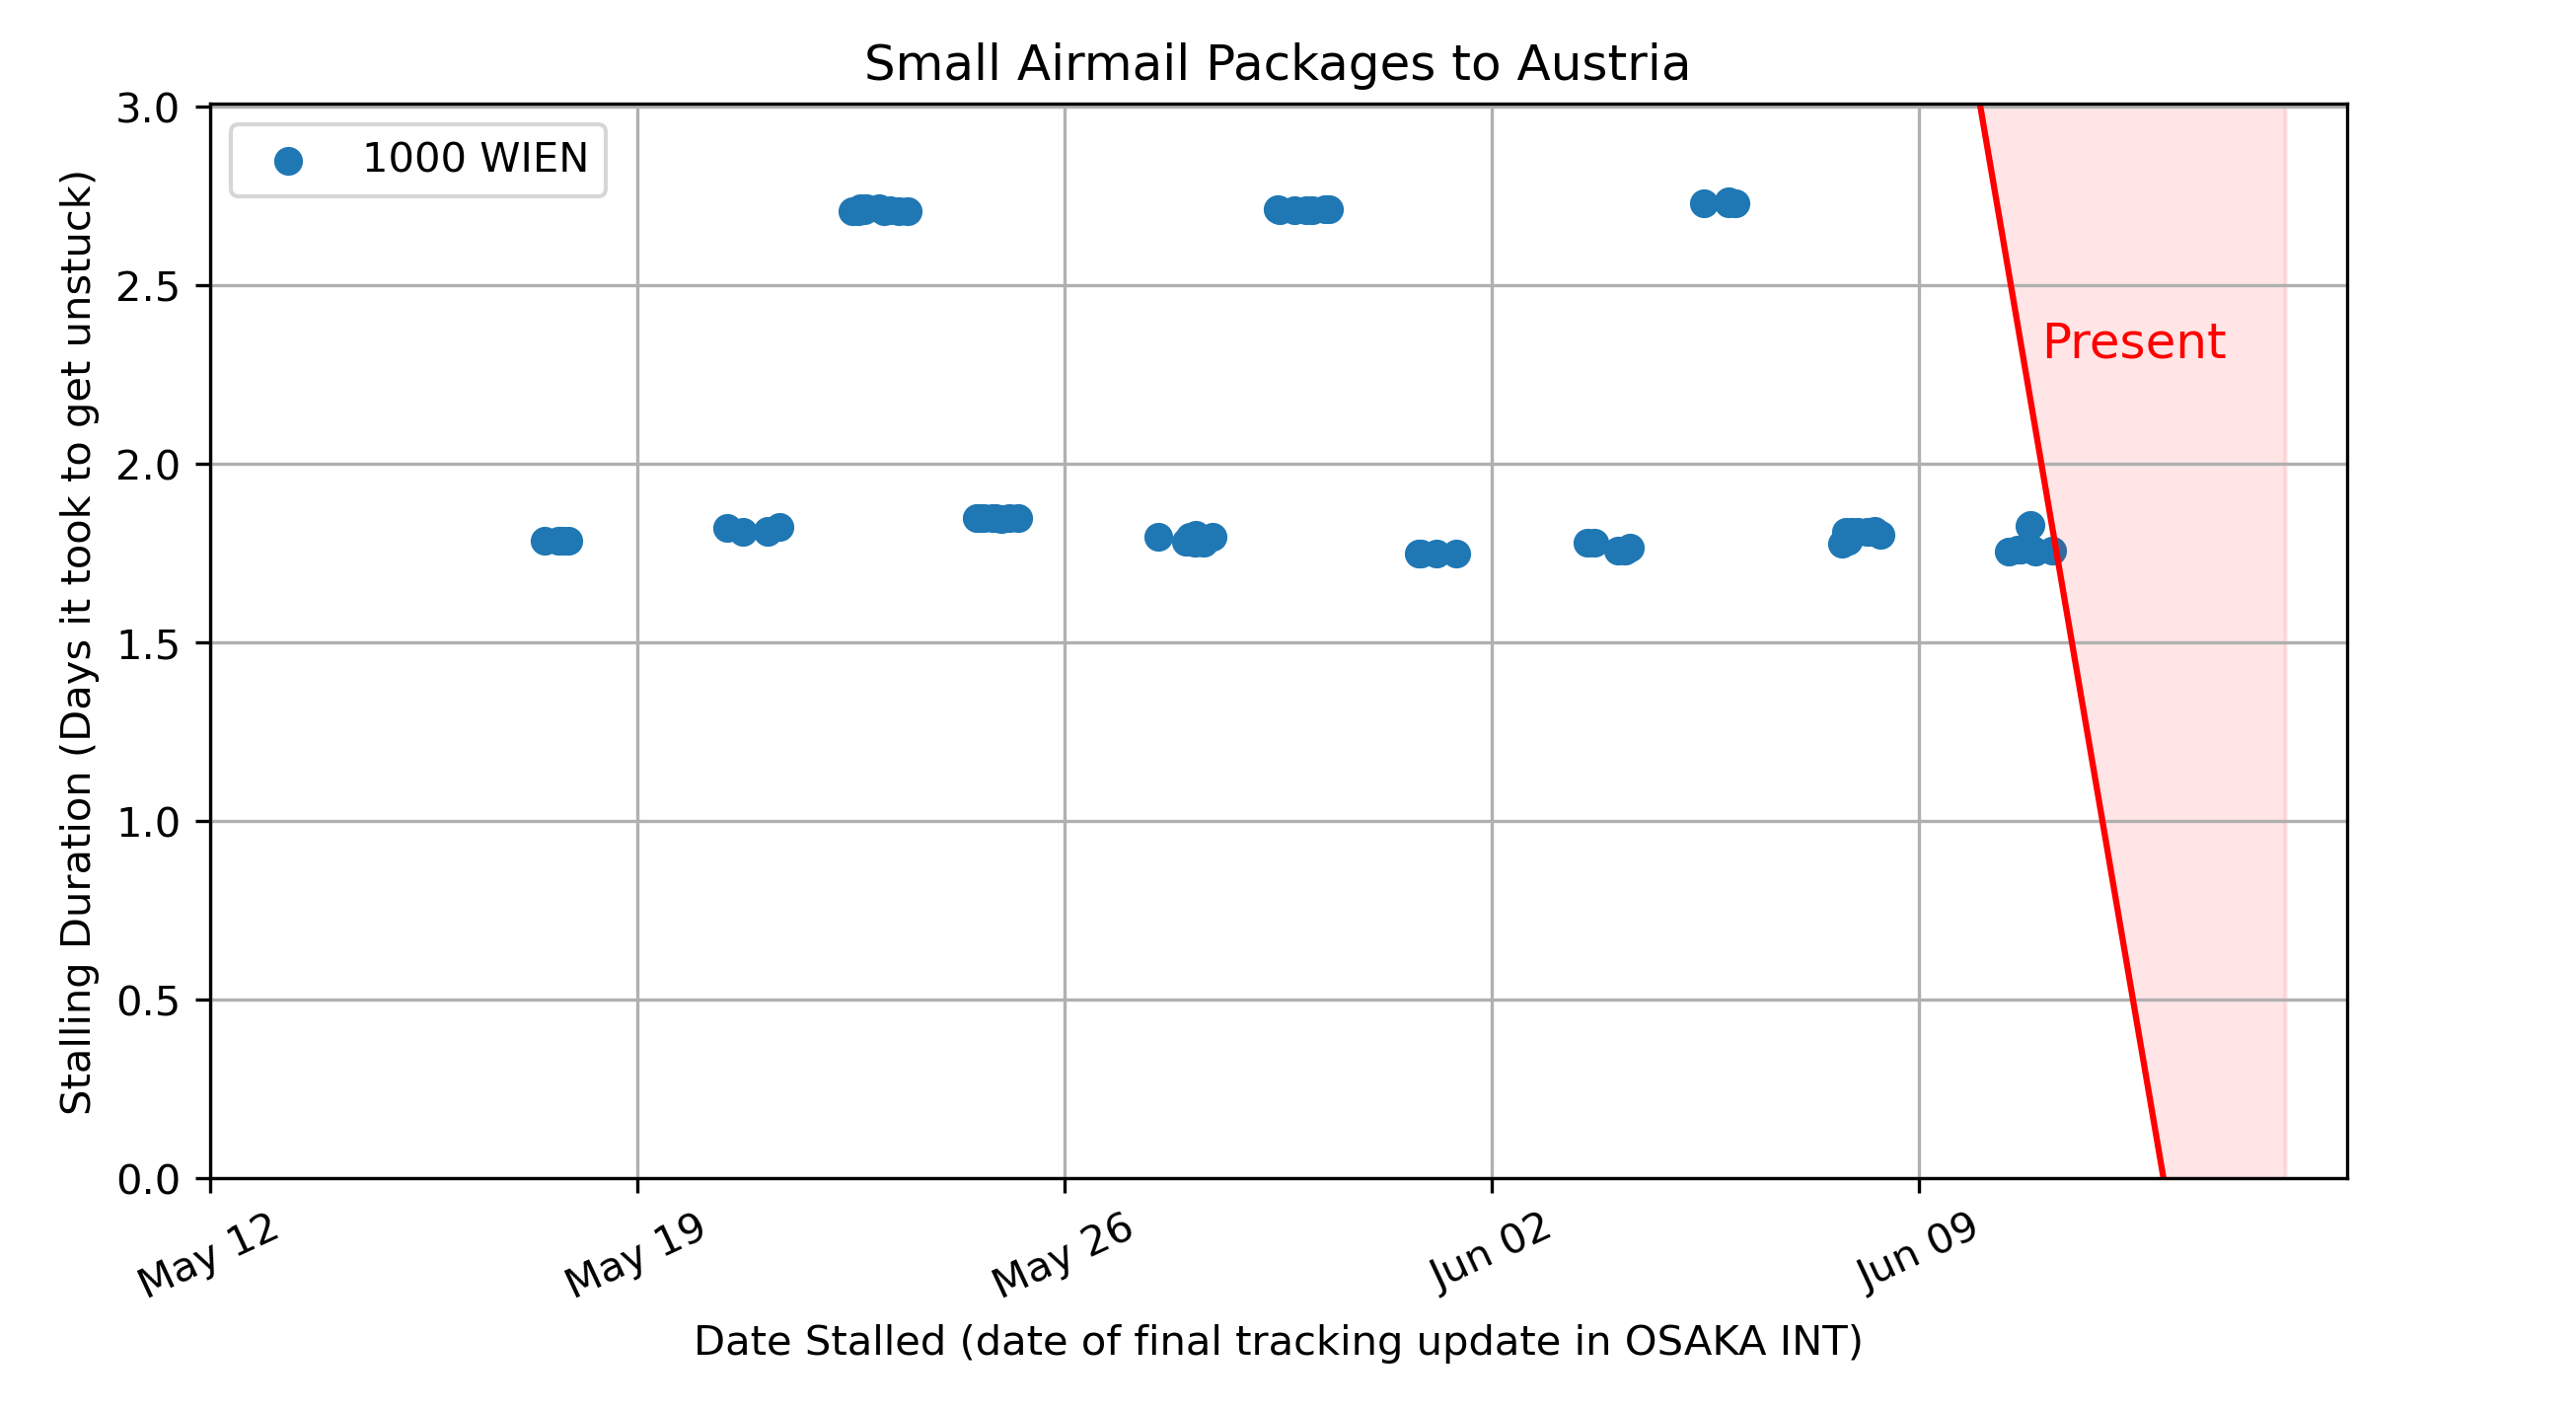 Small Airmail Packages to Austria
1000 WIEN
Present
Stalling Duration (Days it took to get unstuck)
3.0
2.5
2.0
1.5
1.0
0.5
0.0
May 12
May 19
May 26
Jun 02
Jun 09
Date Stalled (date of final tracking update in OSAKA INT)